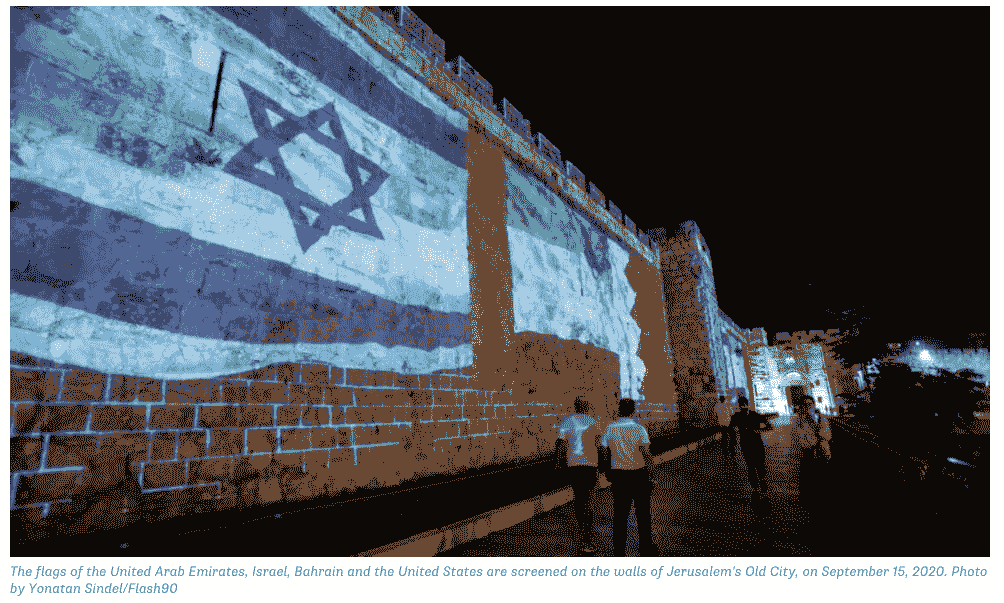 The flags of the United Arab Emirates, Israel, Bahrain and the United States are screened on the walls of Jerusalem's Old City, on September 15, 2020. Photo
by Yonatan Sindel/Flash90